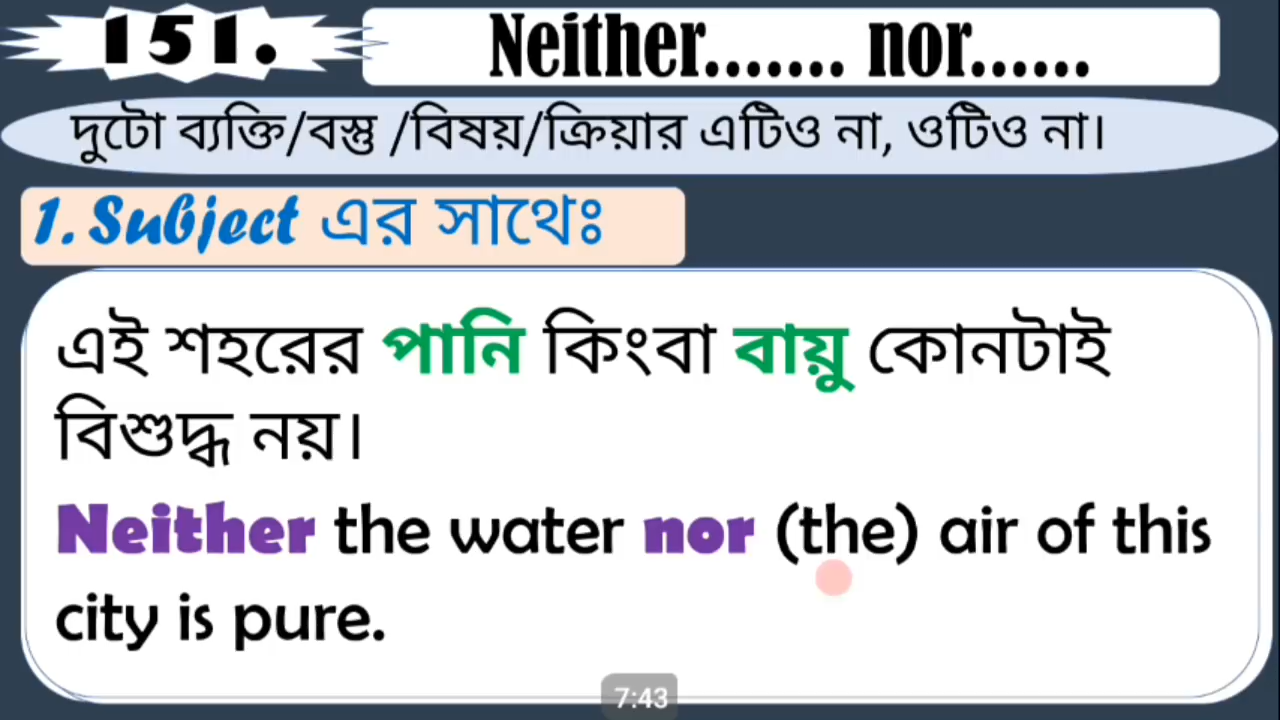 151.
Neither....... nor......
দুটো ব্যক্তি/বস্তু /বিষয়/ক্রিয়ার এটিও না, ওটিও না।
1. Subject এর সাথেঃ
এই শহরের পানি কিংবা বায়ু কোনটাই
বিশুদ্ধ নয়।
Neither the water nor (the) air of this
city is pure.
7:43